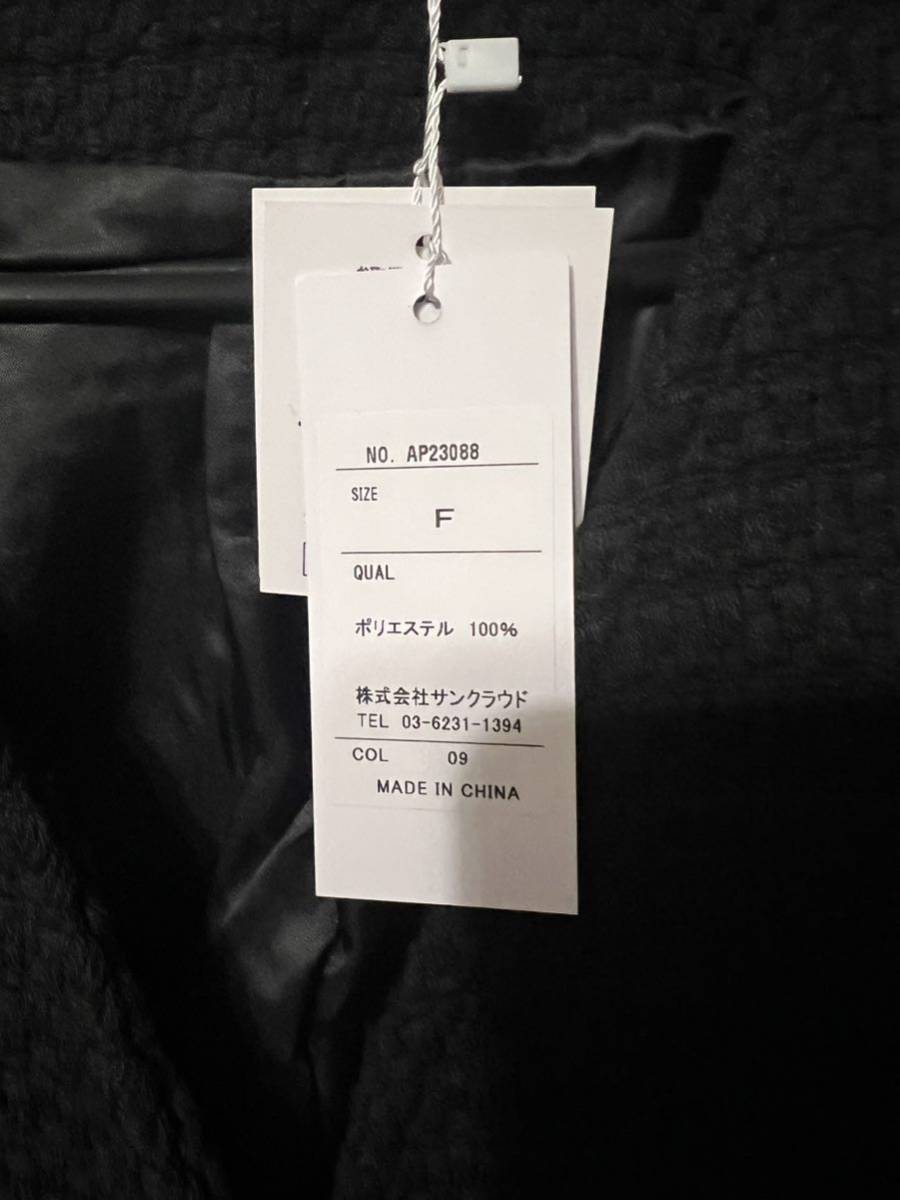 NO. AP23088
SIZE
F
QUAL
ポリエステル 100%
株式会社サンクラウド
TEL 03-6231-1394
COL 09
MADE IN CHINA